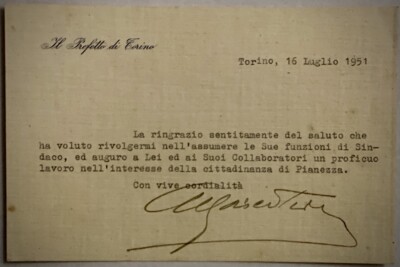 Il Prefetto di Torino
Torino, 16 Luglio 1951
La ringrazio sentitamente del saluto che
ha voluto rivolgermi nell'assumere le Sue funzioni di Sin-
daco, ed auguro a Lei ed ai Suoi Collaboratori un proficuo
lavoro nell'interesse della cittadinanza di Pianezza.
Con vive cordialità